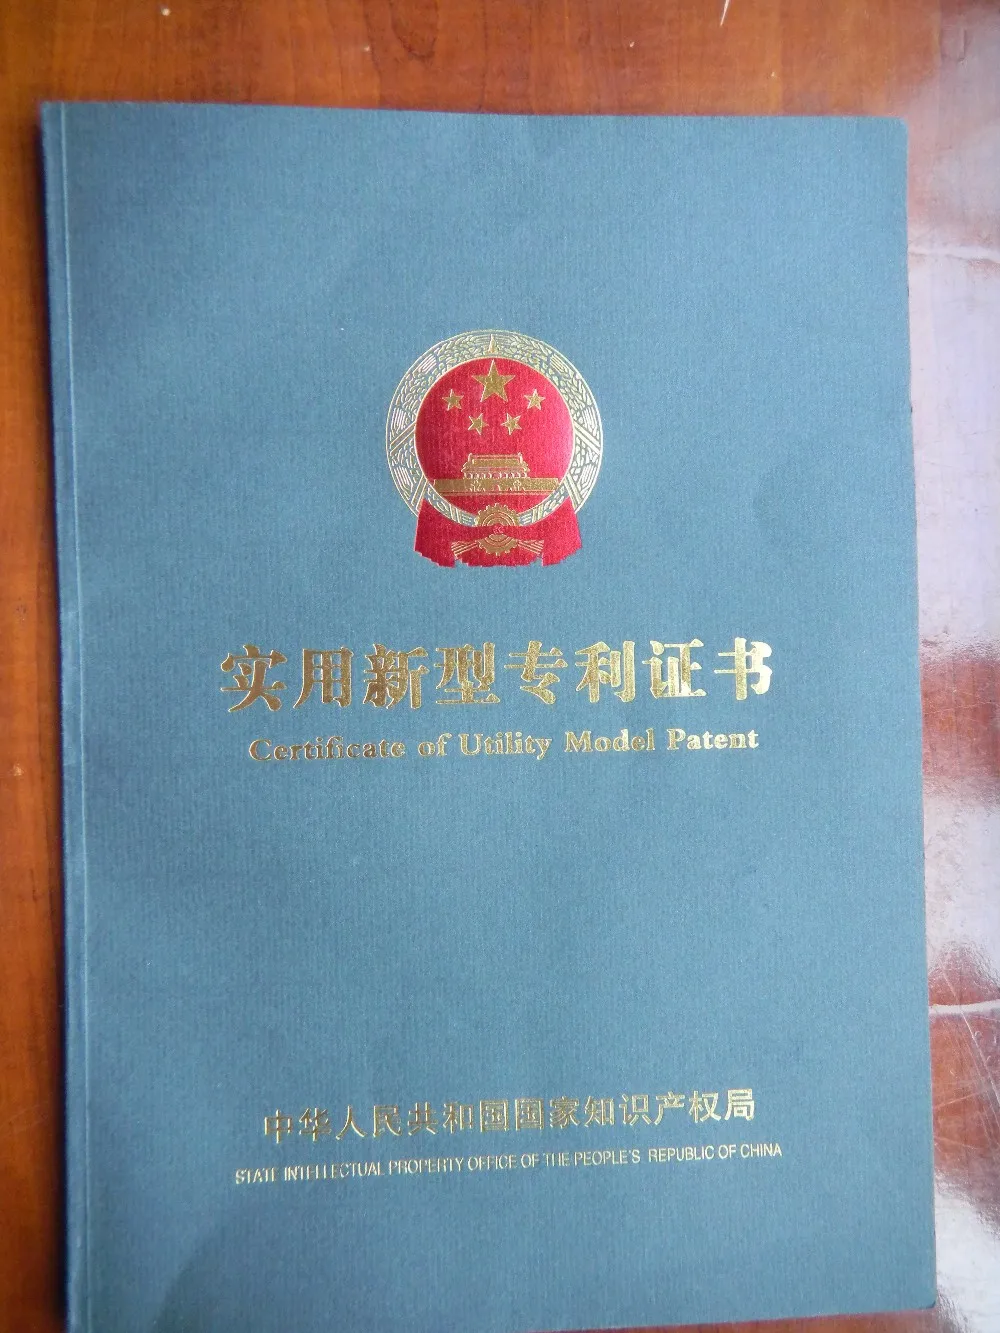 实用新型专利证书
Certificate of Utility Model Patent
中华人民共和国国家知识产权局
STATE INTELLECTUAL PROPERTY OFFICE OF THE PEOPLE'S REPUBLIC OF CHINA